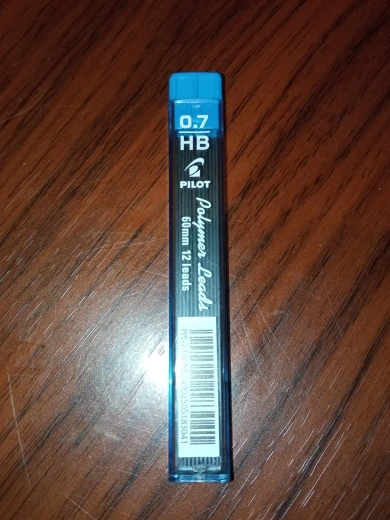 0.7
HB
PILOT
Polymer Leads
60mm 12 leads